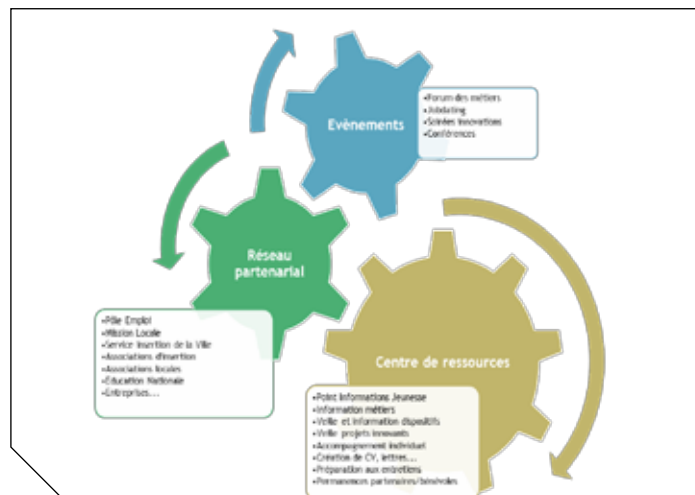 Evènements
•Forum des métiers
•Jobdating
•Soirées innovations
•Conférences
Réseau
partenarial
•Pôle Emploi
•Mission Locale
•Service insertion de la Ville
•Associations d'insertion
•Associations locales
•Education Nationale
•Entreprises...
Centre de ressources
•Point Informations Jeunesse
•Information métiers
•Veille et information dispositifs
•Veille projets innovants
•Accompagnement individuel
•Création de CV, lettres...
•Préparation aux entretiens
•Permanences partenaires/bénévoles